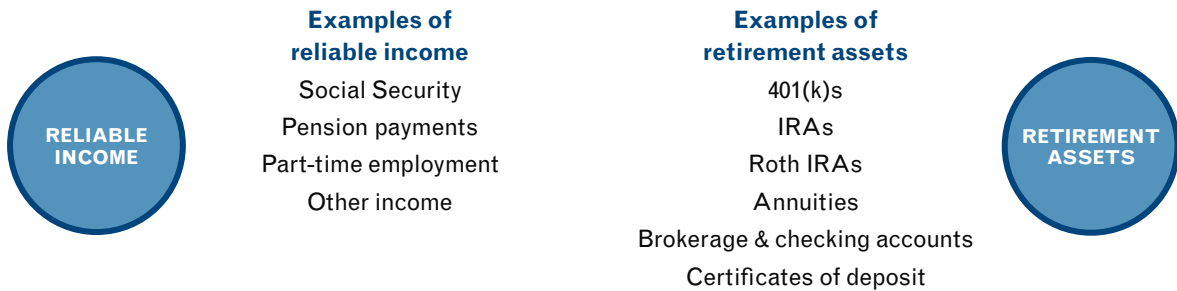 RELIABLE
INCOME
Examples of
reliable income
Social Security
Pension payments
Part-time employment
Other income
Examples of
retirement assets
401(k)s
IRAs
Roth IRAs
Annuities
Brokerage & checking accounts
Certificates of deposit
RETIREMENT
ASSETS